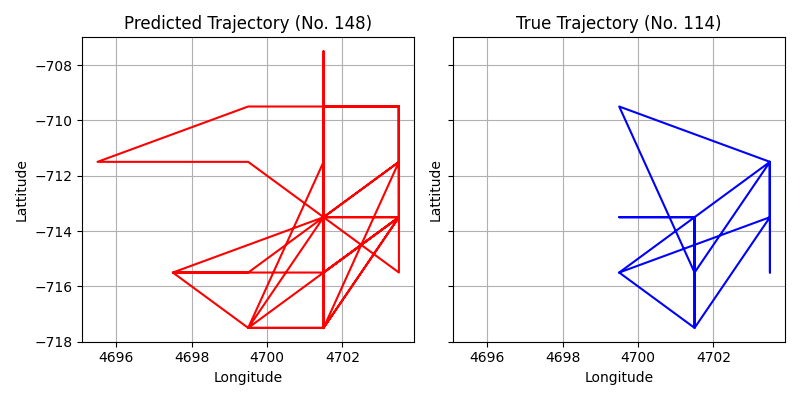 Predicted Trajectory (No. 148)
True Trajectory (No. 114)
Lattitude
−708
−710
−712
−714
−716
−718
4696 4698 4700 4702
Longitude
Lattitude
4696 4698 4700 4702
Longitude